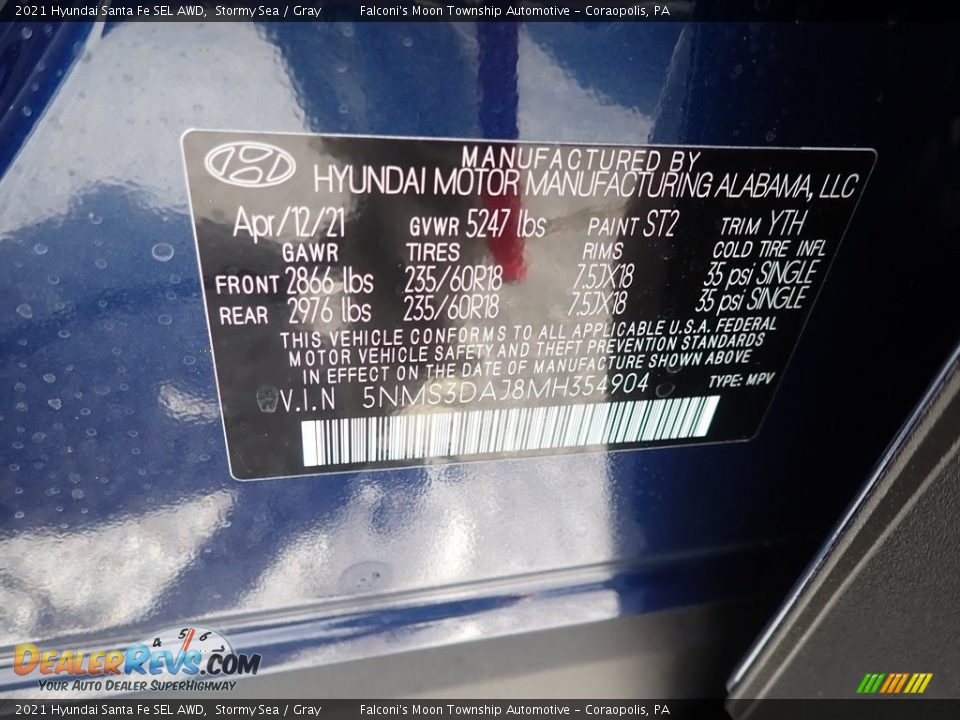 2021 Hyundai Santa Fe SEL AWD, Stormy Sea / Gray Falconi's Moon Township Automotive - Coraopolis, PA
MANUFACTURED BY
HYUNDAI MOTOR MANUFACTURING ALABAMA, LLC
Apr/12/21 GVWR 5247 lbs PAINT ST2 TRIM YTH
GAWR TIRES RIMS COLD TIRE INFL
FRONT 2866 lbs 235/60R18 7.5JX18 35 psi SINGLE
REAR 2976 lbs 235/60R18 7.5JX18 35 psi SINGLE
THIS VEHICLE CONFORMS TO ALL APPLICABLE U.S.A. FEDERAL
MOTOR VEHICLE SAFETY AND THEFT PREVENTION STANDARDS
IN EFFECT ON THE DATE OF MANUFACTURE SHOWN ABOVE
V.I.N 5NMS3DAJ8MH354904 TYPE: MPV
4 5 6
DEALERREVS.COM
YOUR AUTO DEALER SUPERHIGHWAY
2021 Hyundai Santa Fe SEL AWD, Stormy Sea / Gray Falconi's Moon Township Automotive - Coraopolis, PA